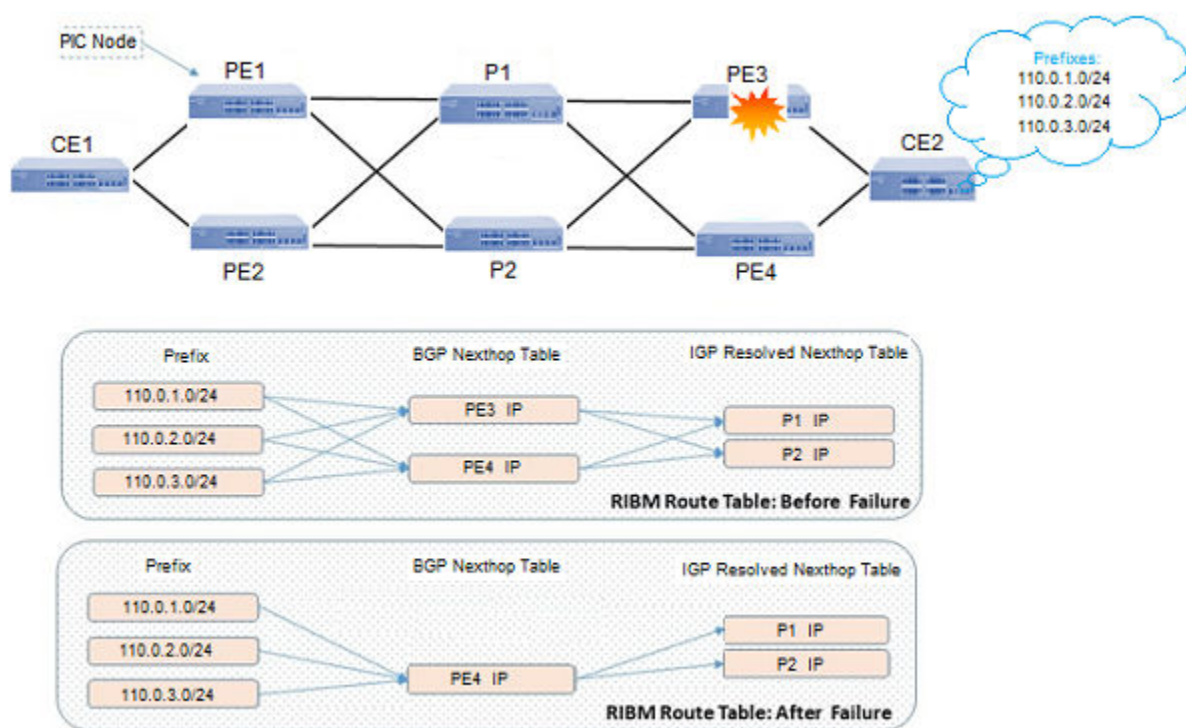 PIC Node
PE1
P1
PE3
Prefixes:
110.0.1.0/24
110.0.2.0/24
110.0.3.0/24
CE1
CE2
PE2
P2
PE4
Prefix
BGP Nexthop Table
IGP Resolved Nexthop Table
110.0.1.0/24
110.0.2.0/24
110.0.3.0/24
PE3 IP
PE4 IP
P1 IP
P2 IP
RIBM Route Table: Before Failure
Prefix
BGP Nexthop Table
IGP Resolved Nexthop Table
110.0.1.0/24
110.0.2.0/24
110.0.3.0/24
PE4 IP
P1 IP
P2 IP
RIBM Route Table: After Failure